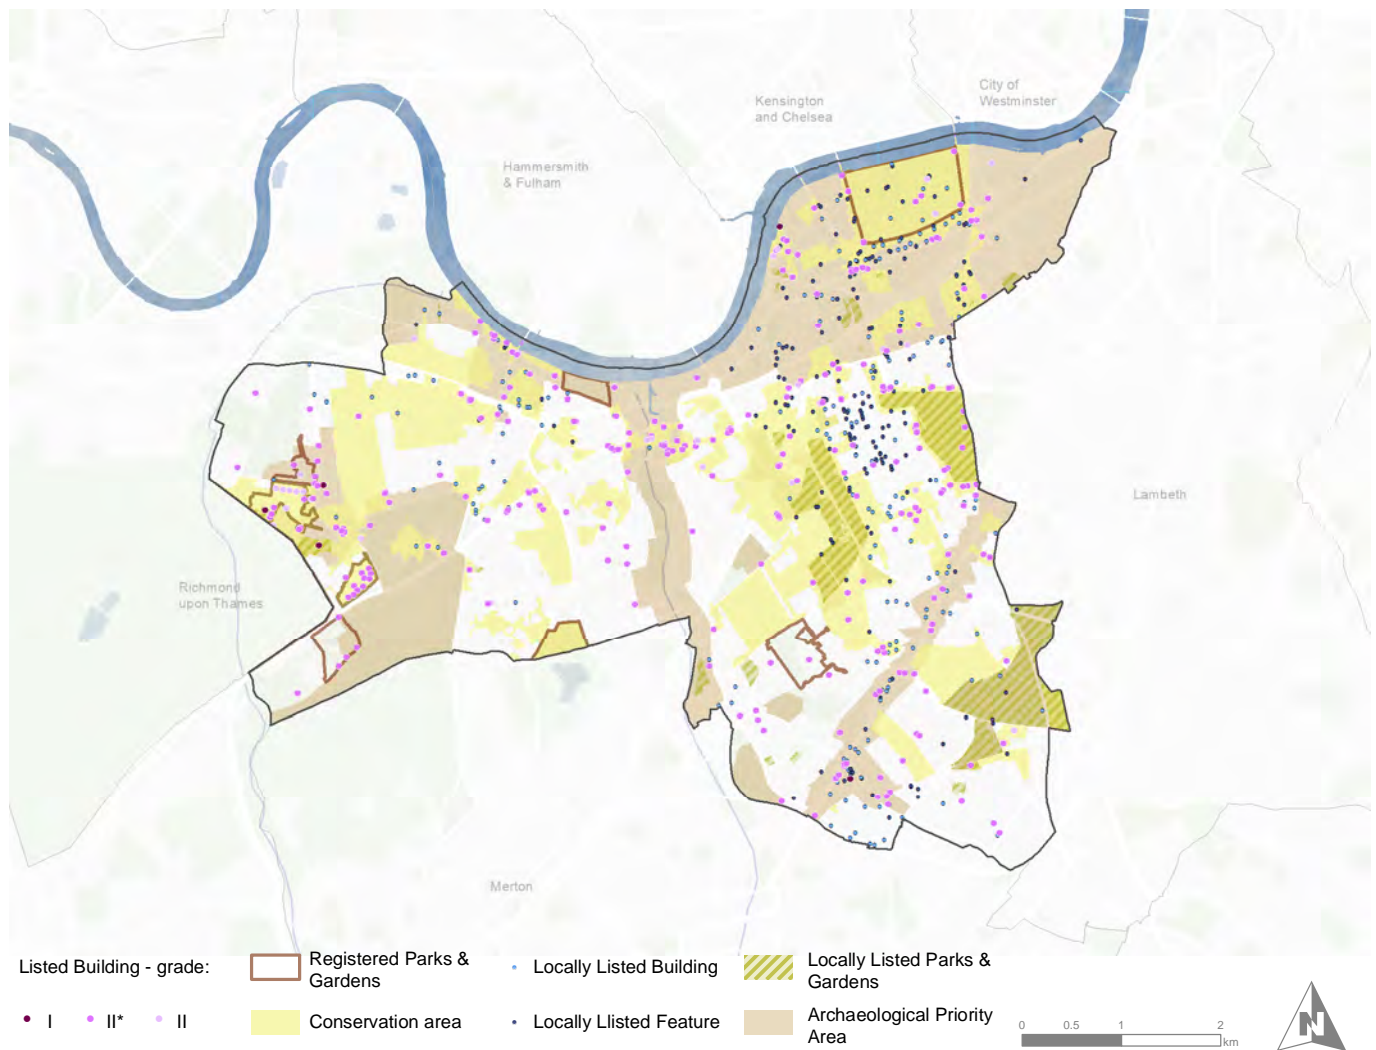 City of
Westminster
Kensington
and Chelsea
Hammersmith
& Fulham
Lambeth
Richmond
upon Thames
Merton
Listed Building - grade:
I
II*
II
Registered Parks &
Gardens
Conservation area
Locally Listed Building
Locally Llisted Feature
Locally Listed Parks &
Gardens
Archaeological Priority
Area
0 0.5 1 2
km
N